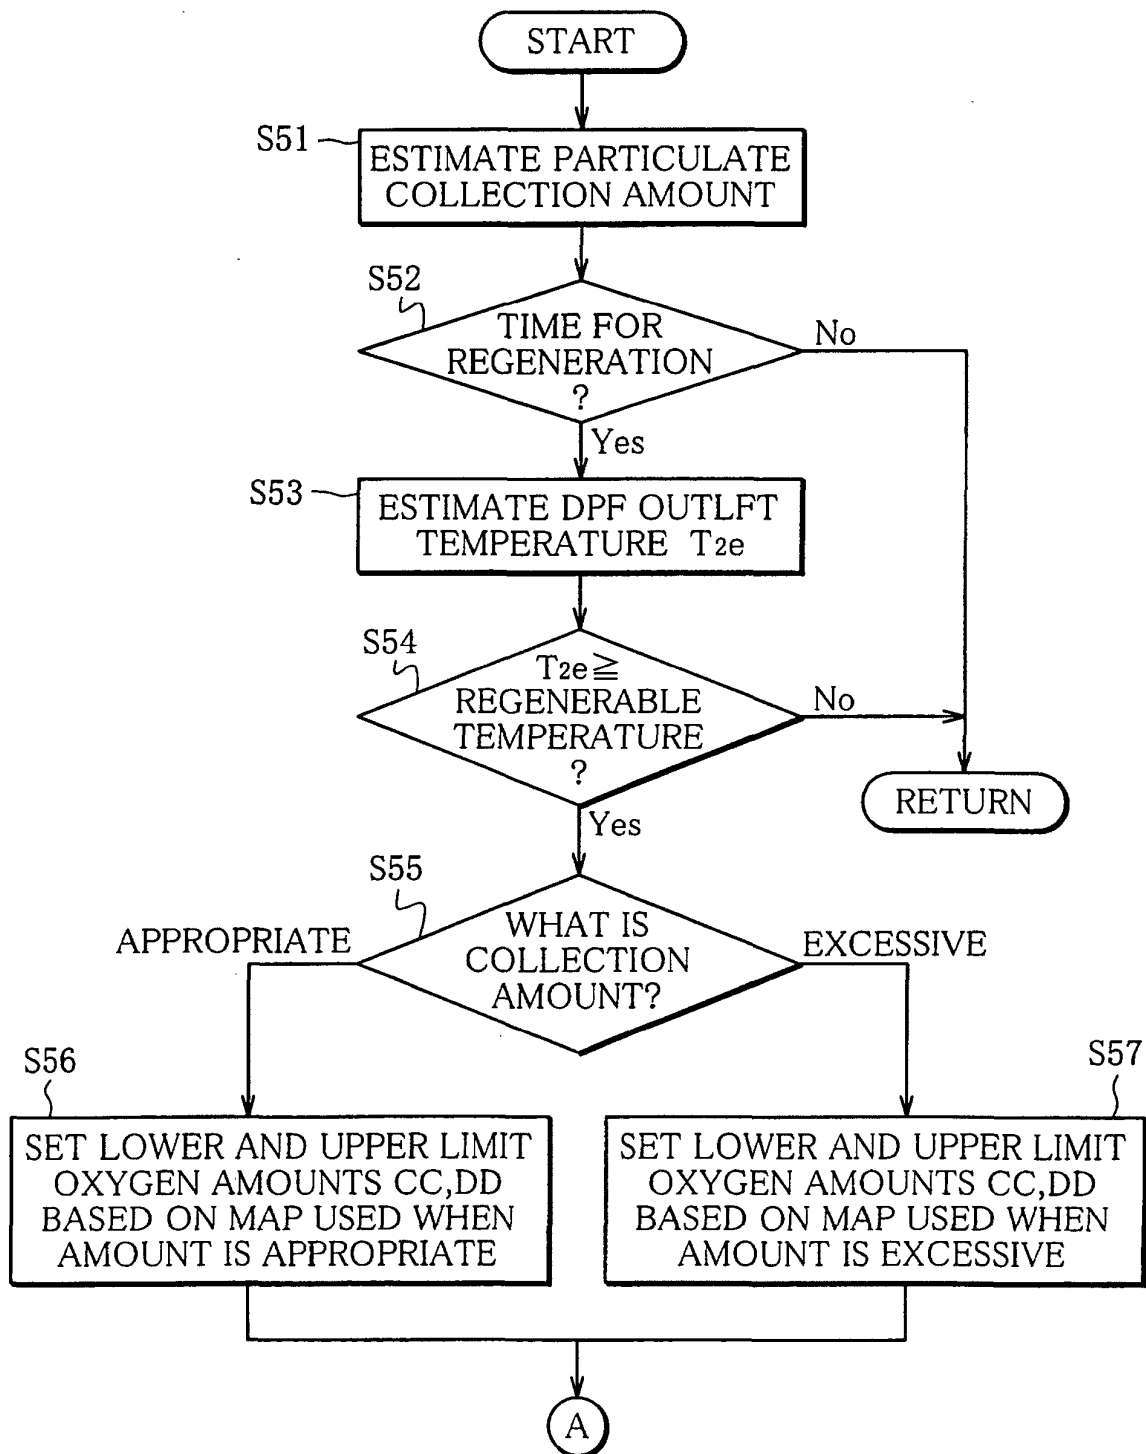 START
S51
ESTIMATE PARTICULATE
COLLECTION AMOUNT
S52
TIME FOR
REGENERATION
?
No
Yes
S53
ESTIMATE DPF OUTLFT
TEMPERATURE T2e
S54
T2e≧
REGENERABLE
TEMPERATURE
?
No
RETURN
Yes
S55
WHAT IS
COLLECTION
AMOUNT?
APPROPRIATE
EXCESSIVE
S56
SET LOWER AND UPPER LIMIT
OXYGEN AMOUNTS CC,DD
BASED ON MAP USED WHEN
AMOUNT IS APPROPRIATE
S57
SET LOWER AND UPPER LIMIT
OXYGEN AMOUNTS CC,DD
BASED ON MAP USED WHEN
AMOUNT IS EXCESSIVE
A